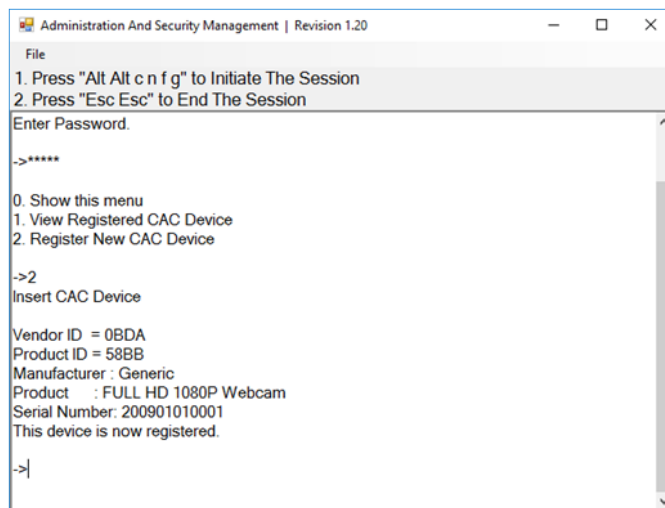 Administration And Security Management | Revision 1.20
File
1. Press "Alt Alt c n f g" to Initiate The Session
2. Press "Esc Esc" to End The Session
Enter Password.
->*****
0. Show this menu
1. View Registered CAC Device
2. Register New CAC Device
->2
Insert CAC Device
Vendor ID  = 0BDA
Product ID = 58BB
Manufacturer : Generic
Product      : FULL HD 1080P Webcam
Serial Number: 200901010001
This device is now registered.
->